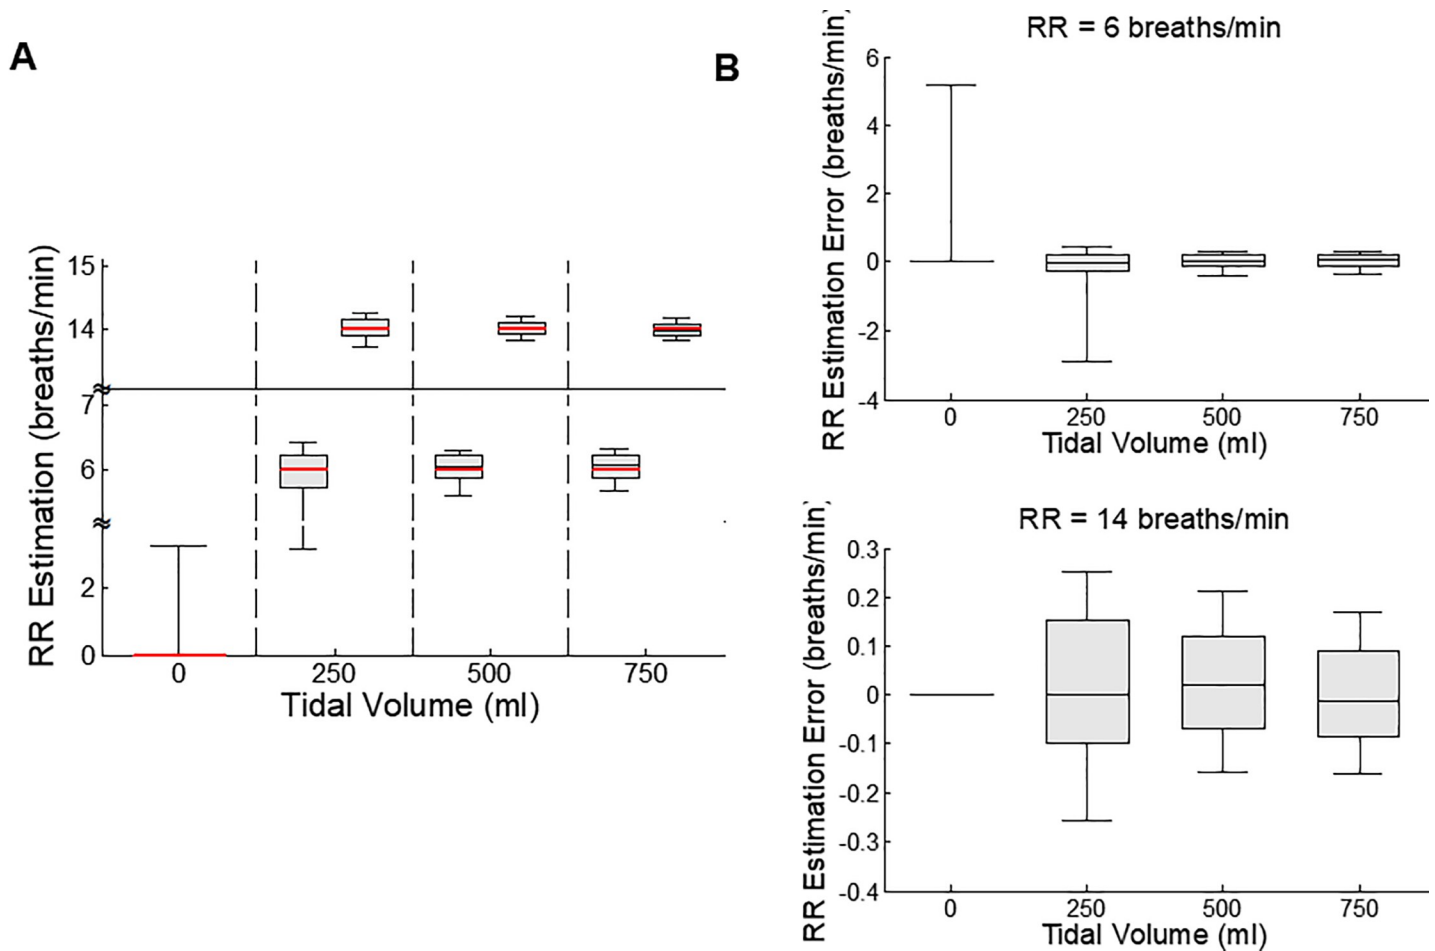 A
RR Estimation (breaths/min)
15
14
7
6
2
0
0 250 500 750
Tidal Volume (ml)
B
RR = 6 breaths/min
RR Estimation Error (breaths/min)
6
4
2
0
-2
-4
0 250 500 750
Tidal Volume (ml)
RR = 14 breaths/min
RR Estimation Error (breaths/min)
0.3
0.2
0.1
0
-0.1
-0.2
-0.3
-0.4
0 250 500 750
Tidal Volume (ml)